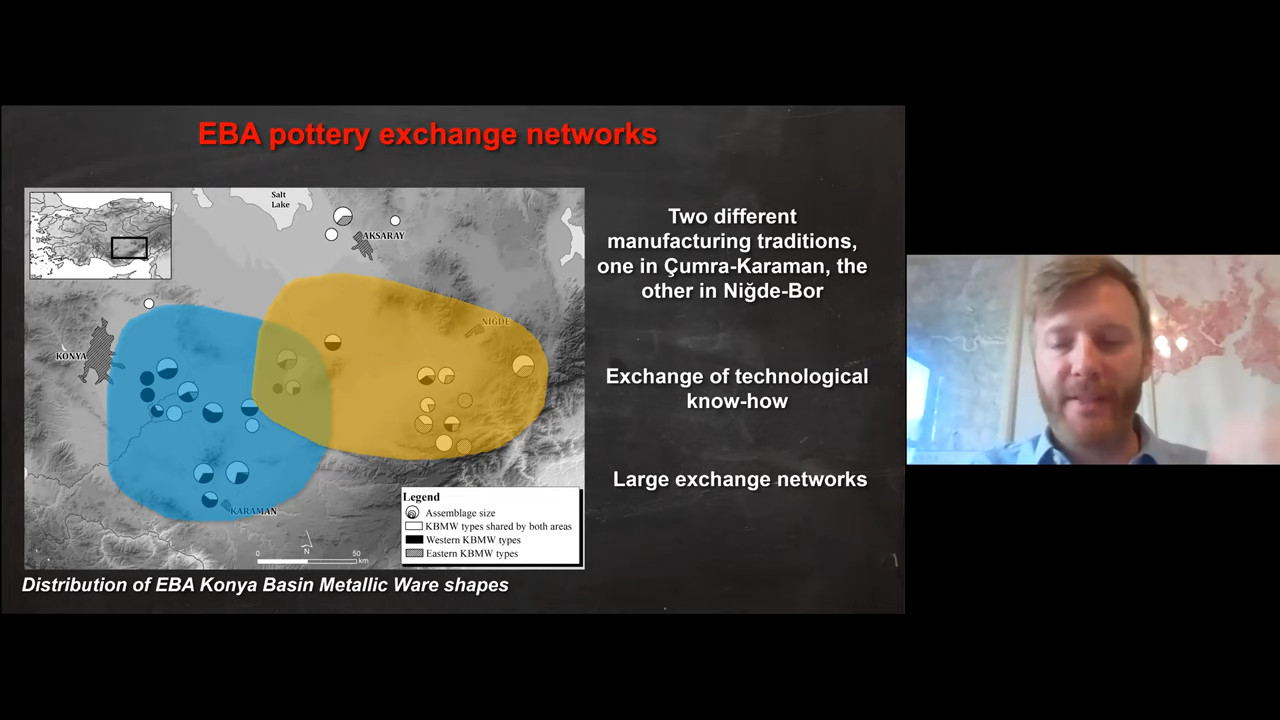 EBA pottery exchange networks
Salt
Lake
AKSARAY
NIĞDE
KONYA
KARAMAN
Legend
Assemblage size
KBMW types shared by both areas
Western KBMW types
Eastern KBMW types
0
N
50
km
Distribution of EBA Konya Basin Metallic Ware shapes
Two different
manufacturing traditions,
one in Çumra-Karaman, the
other in Niğde-Bor
Exchange of technological
know-how
Large exchange networks